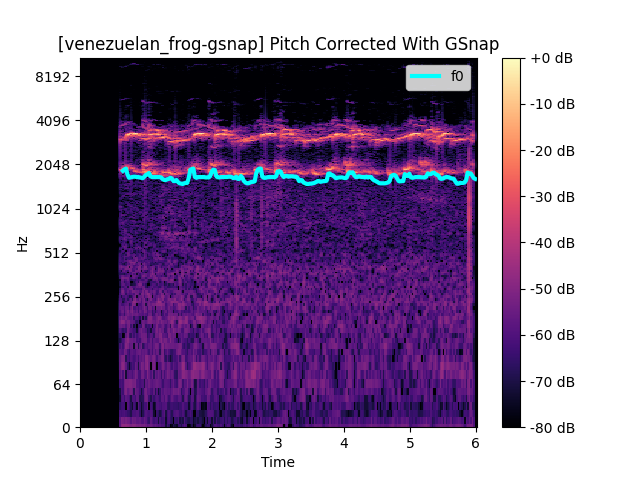 [venezuelan_frog-gsnap] Pitch Corrected With GSnap
8192
4096
2048
1024
512
256
128
64
0
Hz
0 1 2 3 4 5 6
Time
f0
+0 dB
-10 dB
-20 dB
-30 dB
-40 dB
-50 dB
-60 dB
-70 dB
-80 dB